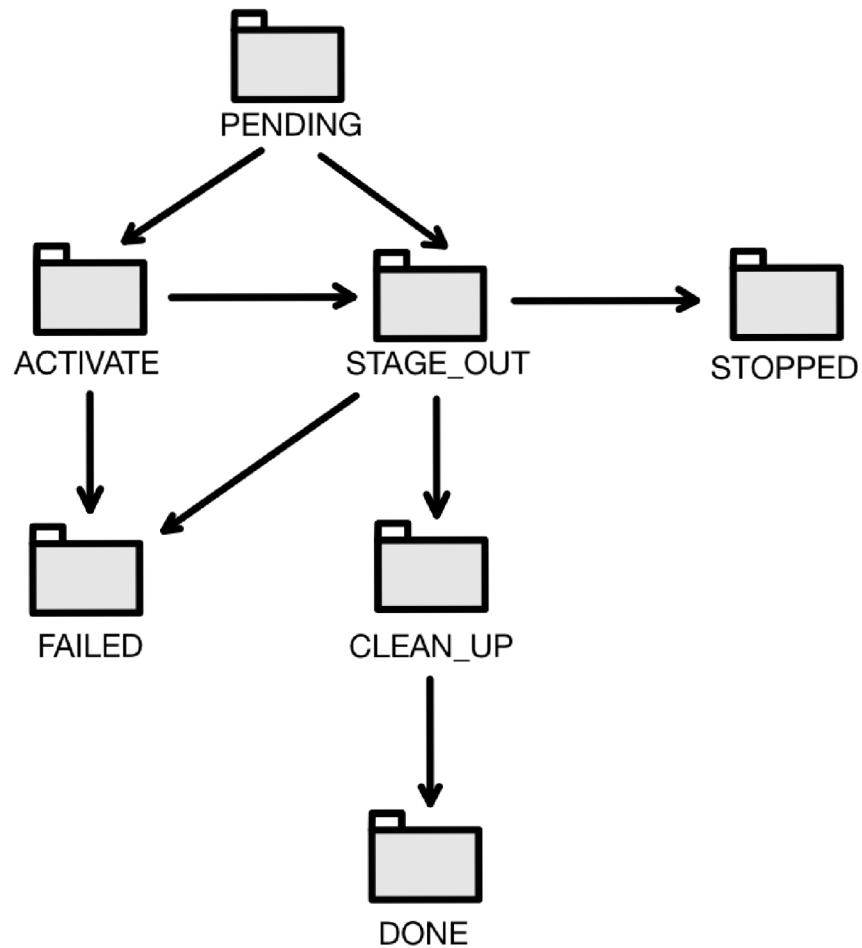 PENDING
ACTIVATE
STAGE_OUT
STOPPED
FAILED
CLEAN_UP
DONE